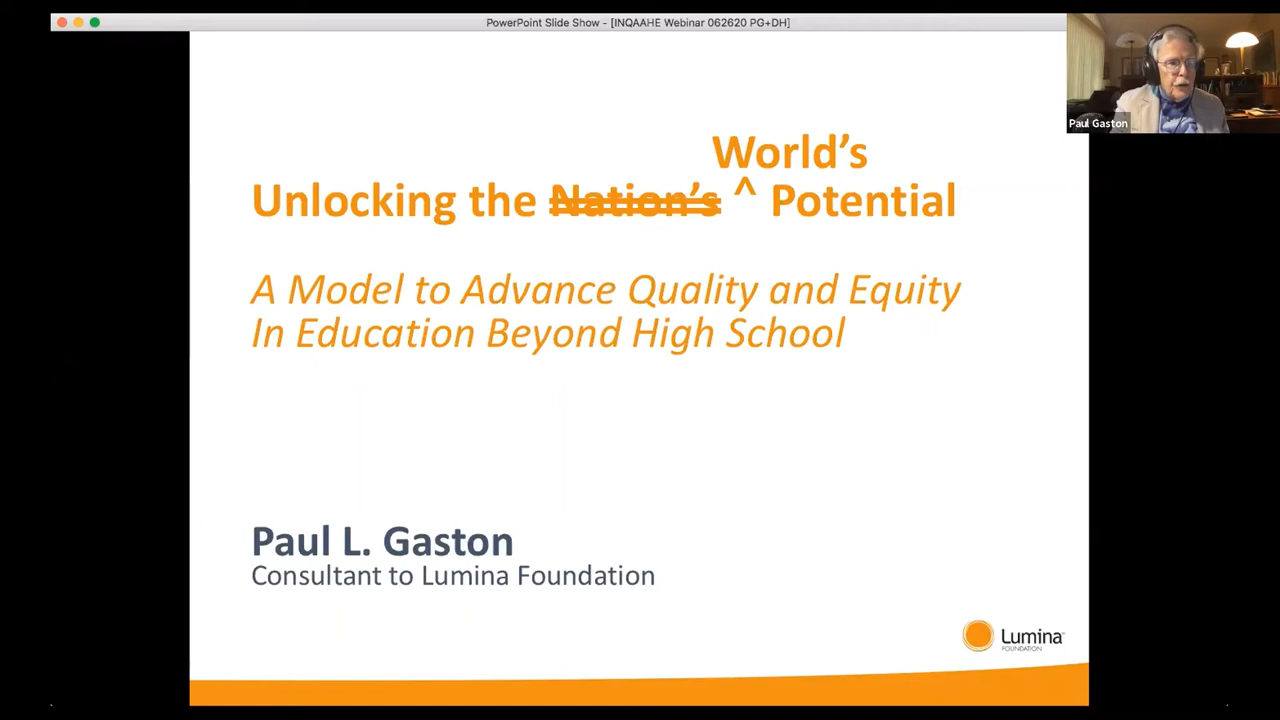 PowerPoint Slide Show - [INQAAHE Webinar 062620 PG+DH]
Paul Gaston
World's
Unlocking the Nation's ^ Potential
A Model to Advance Quality and Equity
In Education Beyond High School
Paul L. Gaston
Consultant to Lumina Foundation
Lumina
FOUNDATION